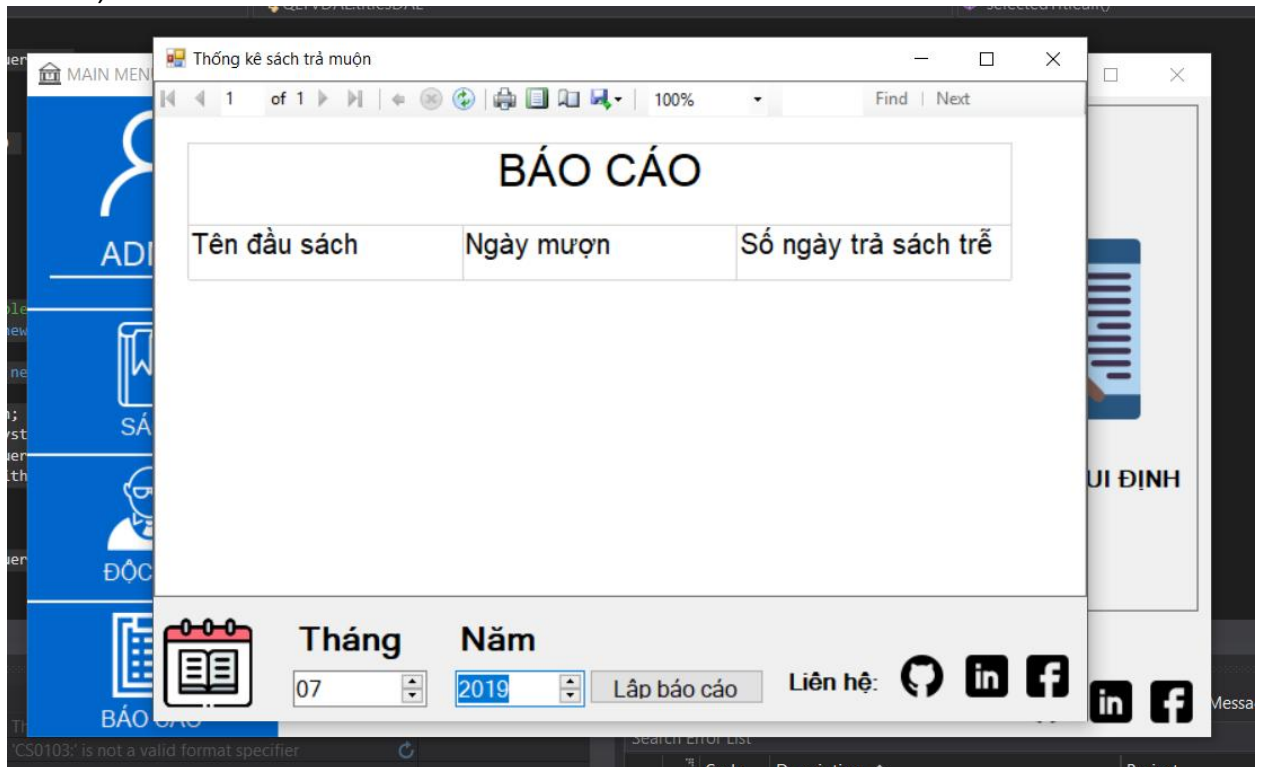 Thống kê sách trả muộn
MAIN MEN
1 of 1 100% Find | Next
BÁO CÁO
Tên đầu sách Ngày mượn Số ngày trả sách trễ
ADI
SÁ
UI ĐỊNH
ĐỘC
Tháng Năm
07 2019 Lập báo cáo Liên hệ:
BÁO
Messa
'CS0103:' is not a valid format specifier
Search Error List